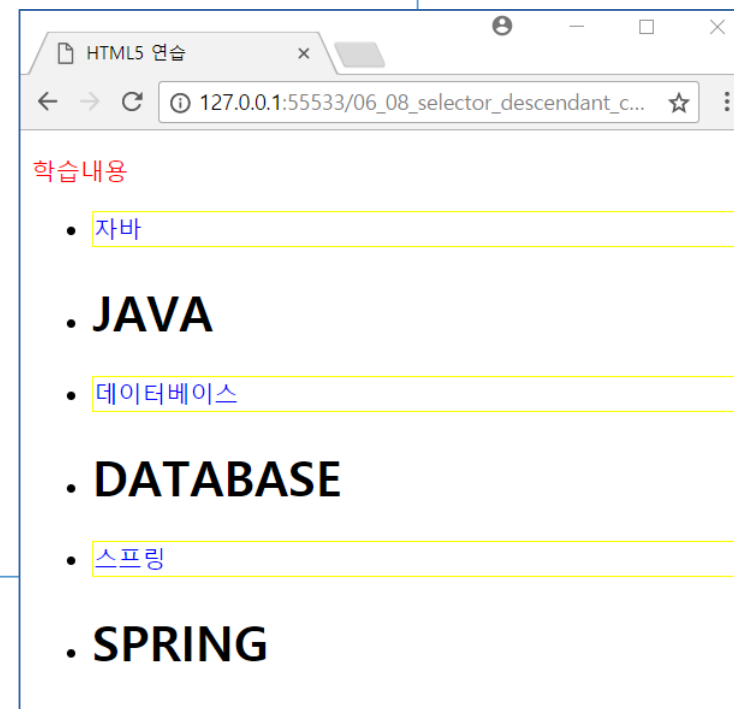 HTML5 연습
127.0.0.1:55533/06_08_selector_descendant_c...
학습내용
자바
JAVA
데이터베이스
DATABASE
스프링
SPRING